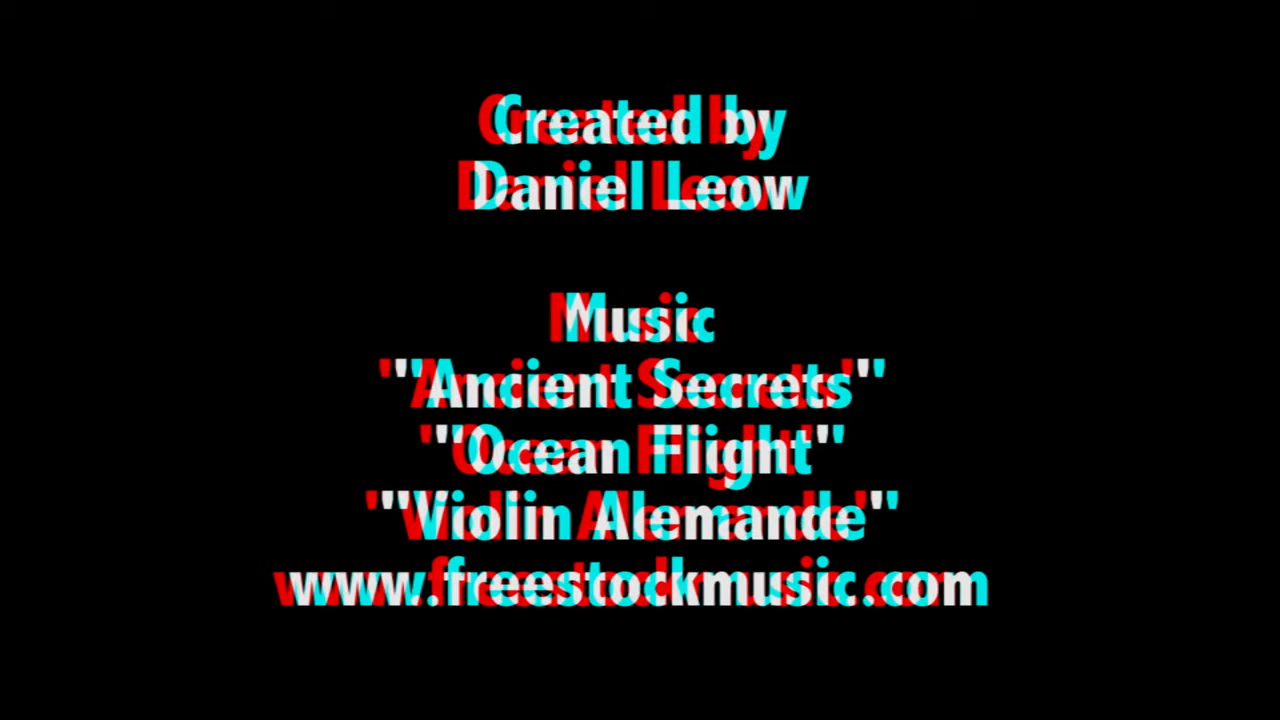 Created by
Daniel Leow
Music
"Ancient Secrets"
"Ocean Flight"
"Violin Alemande"
www.freestockmusic.com